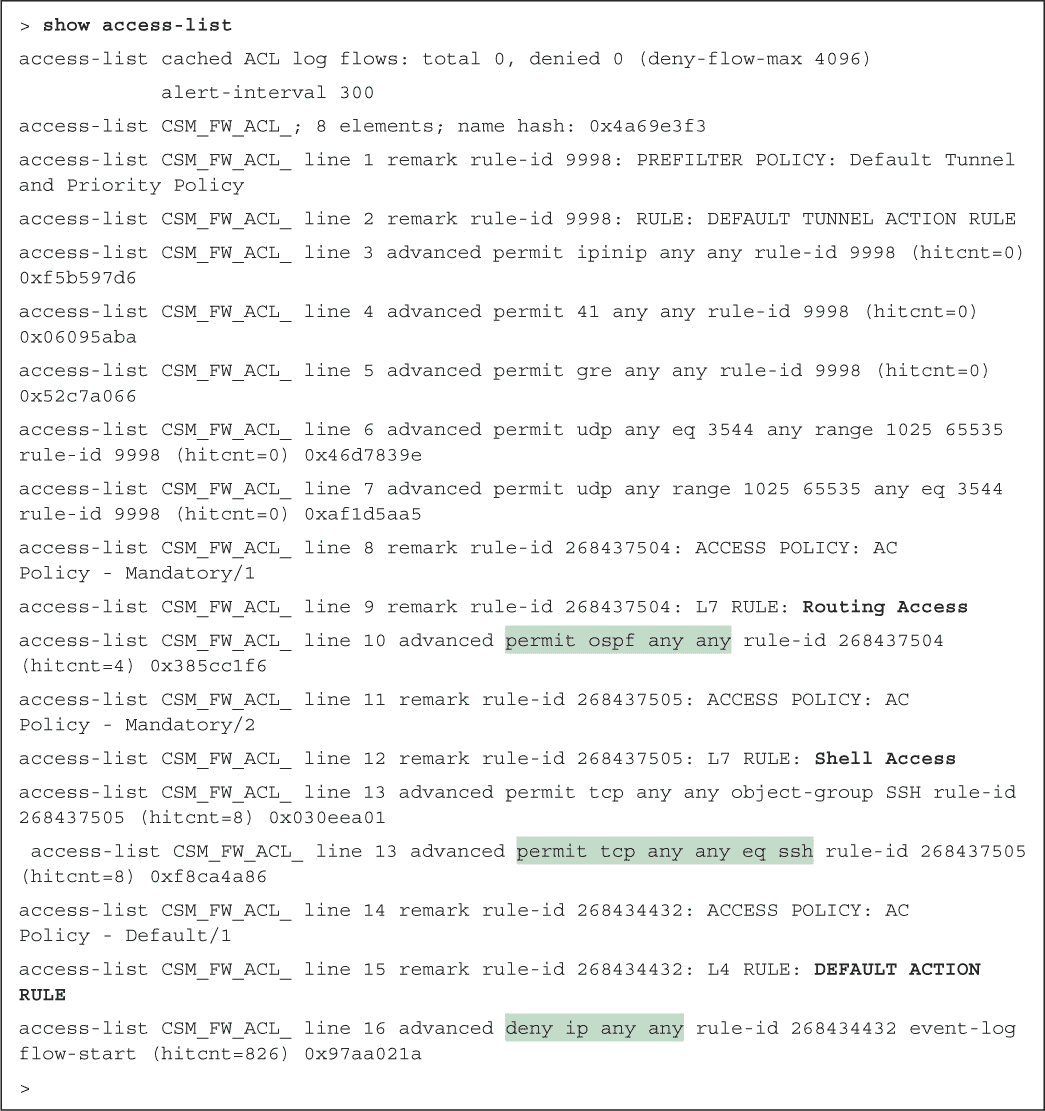 > show access-list
access-list cached ACL log flows: total 0, denied 0 (deny-flow-max 4096)
alert-interval 300
access-list CSM_FW_ACL_; 8 elements; name hash: 0x4a69e3f3
access-list CSM_FW_ACL_ line 1 remark rule-id 9998: PREFILTER POLICY: Default Tunnel
and Priority Policy
access-list CSM_FW_ACL_ line 2 remark rule-id 9998: RULE: DEFAULT TUNNEL ACTION RULE
access-list CSM_FW_ACL_ line 3 advanced permit ipinip any any rule-id 9998 (hitcnt=0)
0xf5b597d6
access-list CSM_FW_ACL_ line 4 advanced permit 41 any any rule-id 9998 (hitcnt=0)
0x06095aba
access-list CSM_FW_ACL_ line 5 advanced permit gre any any rule-id 9998 (hitcnt=0)
0x52c7a066
access-list CSM_FW_ACL_ line 6 advanced permit udp any eq 3544 any range 1025 65535
rule-id 9998 (hitcnt=0) 0x46d7839e
access-list CSM_FW_ACL_ line 7 advanced permit udp any range 1025 65535 any eq 3544
rule-id 9998 (hitcnt=0) 0xaf1d5aa5
access-list CSM_FW_ACL_ line 8 remark rule-id 268437504: ACCESS POLICY: AC
Policy - Mandatory/1
access-list CSM_FW_ACL_ line 9 remark rule-id 268437504: L7 RULE: Routing Access
access-list CSM_FW_ACL_ line 10 advanced permit ospf any any rule-id 268437504
(hitcnt=4) 0x385cc1f6
access-list CSM_FW_ACL_ line 11 remark rule-id 268437505: ACCESS POLICY: AC
Policy - Mandatory/2
access-list CSM_FW_ACL_ line 12 remark rule-id 268437505: L7 RULE: Shell Access
access-list CSM_FW_ACL_ line 13 advanced permit tcp any any object-group SSH rule-id
268437505 (hitcnt=8) 0x030eea01
access-list CSM_FW_ACL_ line 13 advanced permit tcp any any eq ssh rule-id 268437505
(hitcnt=8) 0xf8ca4a86
access-list CSM_FW_ACL_ line 14 remark rule-id 268434432: ACCESS POLICY: AC
Policy - Default/1
access-list CSM_FW_ACL_ line 15 remark rule-id 268434432: L4 RULE: DEFAULT ACTION
RULE
access-list CSM_FW_ACL_ line 16 advanced deny ip any any rule-id 268434432 event-log
flow-start (hitcnt=826) 0x97aa021a
>